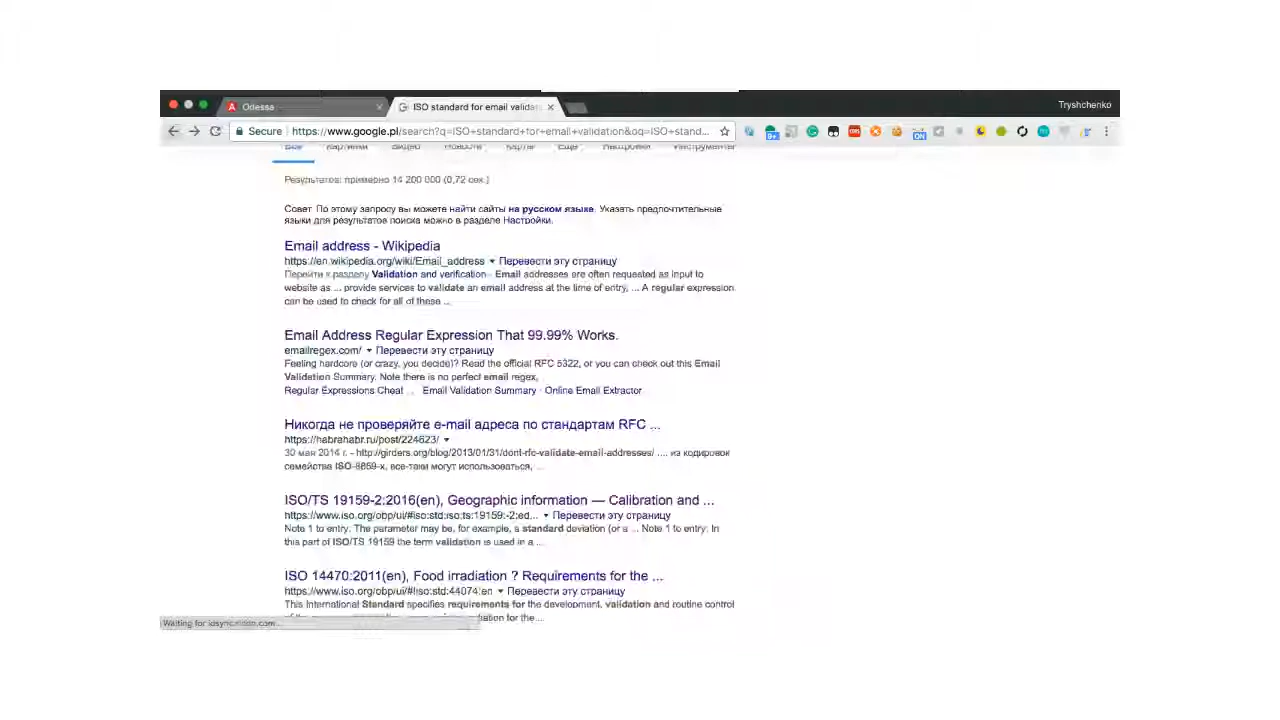 Odessa
ISO standard for email validat
Tryshchenko
Secure https://www.google.pl/search?q=ISO+standard+for+email+validation&oq=ISO+stand...
Все Картинки Видео Новости Карты Ещё Настройки Инструменты
Результатов: примерно 14 200 000 (0,72 сек.)
Совет. По этому запросу вы можете найти сайты на русском языке. Указать предпочтительные
языки для результатов поиска можно в разделе Настройки.
Email address - Wikipedia
https://en.wikipedia.org/wiki/Email_address ▾ Перевести эту страницу
Перейти к разделу Validation and verification - Email addresses are often requested as input to
website as ... provide services to validate an email address at the time of entry, ... A regular expression
can be used to check for all of these ...
Email Address Regular Expression That 99.99% Works.
emailregex.com/ ▾ Перевести эту страницу
Feeling hardcore (or crazy, you decide)? Read the official RFC 5322, or you can check out this Email
Validation Summary. Note there is no perfect email regex,
Regular Expressions Cheat ... · Email Validation Summary · Online Email Extractor
Никогда не проверяйте e-mail адреса по стандартам RFC ...
https://habrahabr.ru/post/224623/ ▾
30 мая 2014 г. - http://girders.org/blog/2013/01/31/dont-rfc-validate-email-addresses/ .... из кодировок
семейства ISO-8859-x, все-таки могут использоваться, ...
ISO/TS 19159-2:2016(en), Geographic information — Calibration and ...
https://www.iso.org/obp/ui/#iso:std:iso:ts:19159:-2:ed... ▾ Перевести эту страницу
Note 1 to entry: The parameter may be, for example, a standard deviation (or a ... Note 1 to entry: In
this part of ISO/TS 19159 the term validation is used in a ...
ISO 14470:2011(en), Food irradiation ? Requirements for the ...
https://www.iso.org/obp/ui/#!iso:std:44074:en ▾ Перевести эту страницу
This International Standard specifies requirements for the development, validation and routine control
for the ...
Waiting for